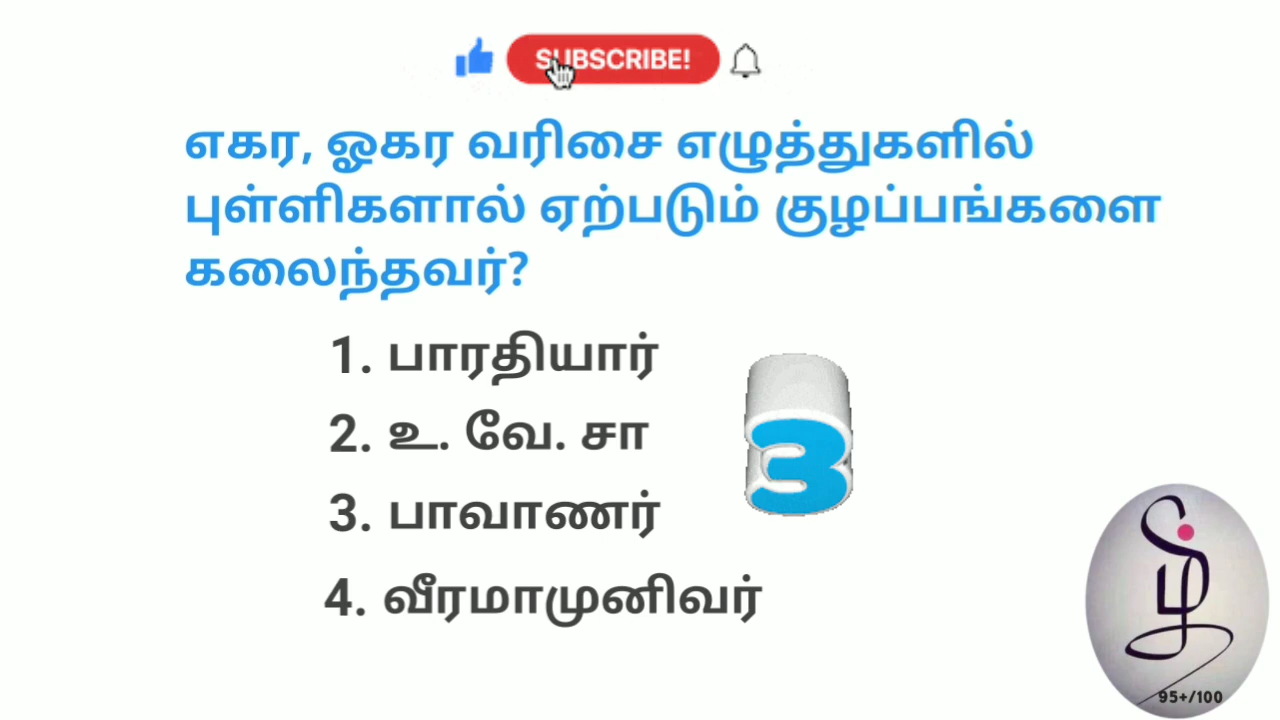 SUBSCRIBE!
எகர, ஓகர வரிசை எழுத்துகளில்
புள்ளிகளால் ஏற்படும் குழப்பங்களை
கலைந்தவர்?
1. பாரதியார்
2. உ. வே. சா
3
3. பாவாணர்
4. வீரமாமுனிவர்
95+/100